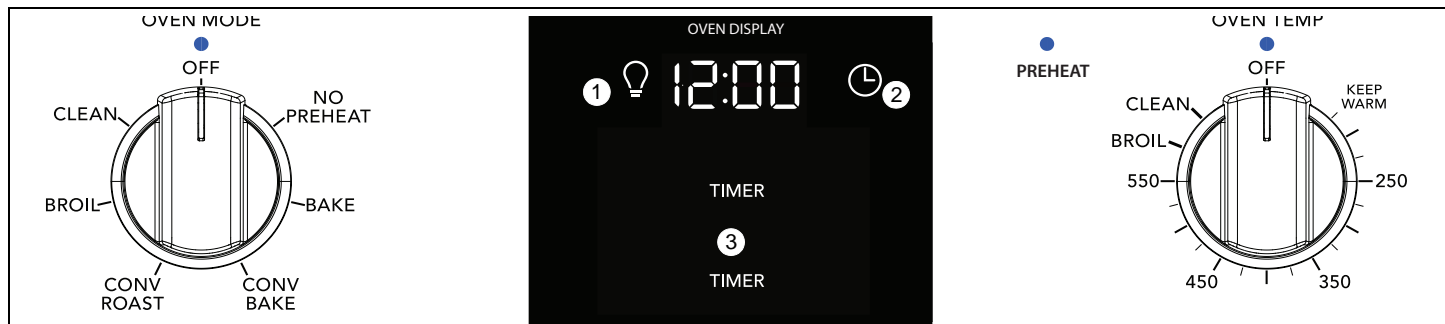 OVEN MODE
OFF
NO
PREHEAT
CLEAN
BROIL
BAKE
CONV
ROAST
CONV
BAKE
OVEN DISPLAY
1
12:00
2
TIMER
3
TIMER
PREHEAT
OVEN TEMP
OFF
KEEP
WARM
CLEAN
BROIL
550
250
450
350